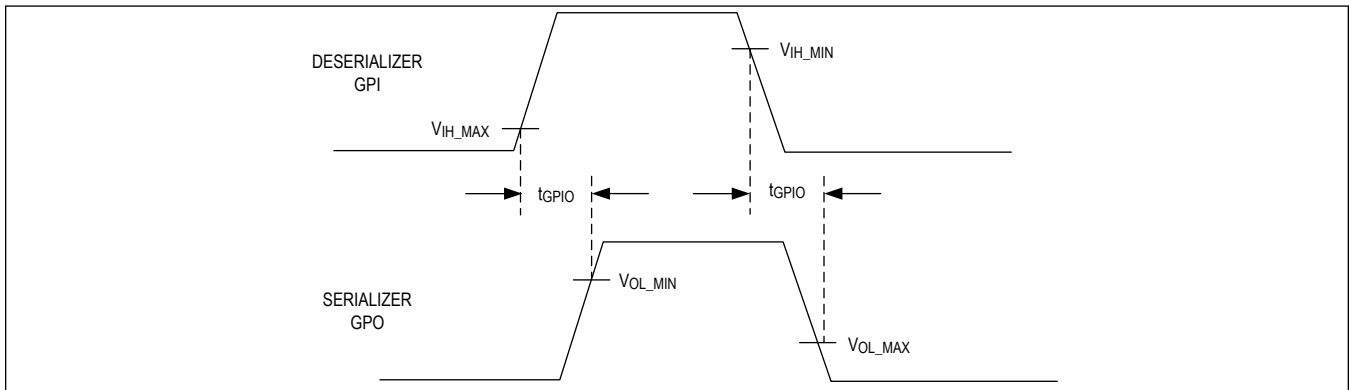 DESERIALIZER
GPI
VIH_MIN
VIH_MAX
tGPIO
tGPIO
VOL_MIN
SERIALIZER
GPO
VOL_MAX